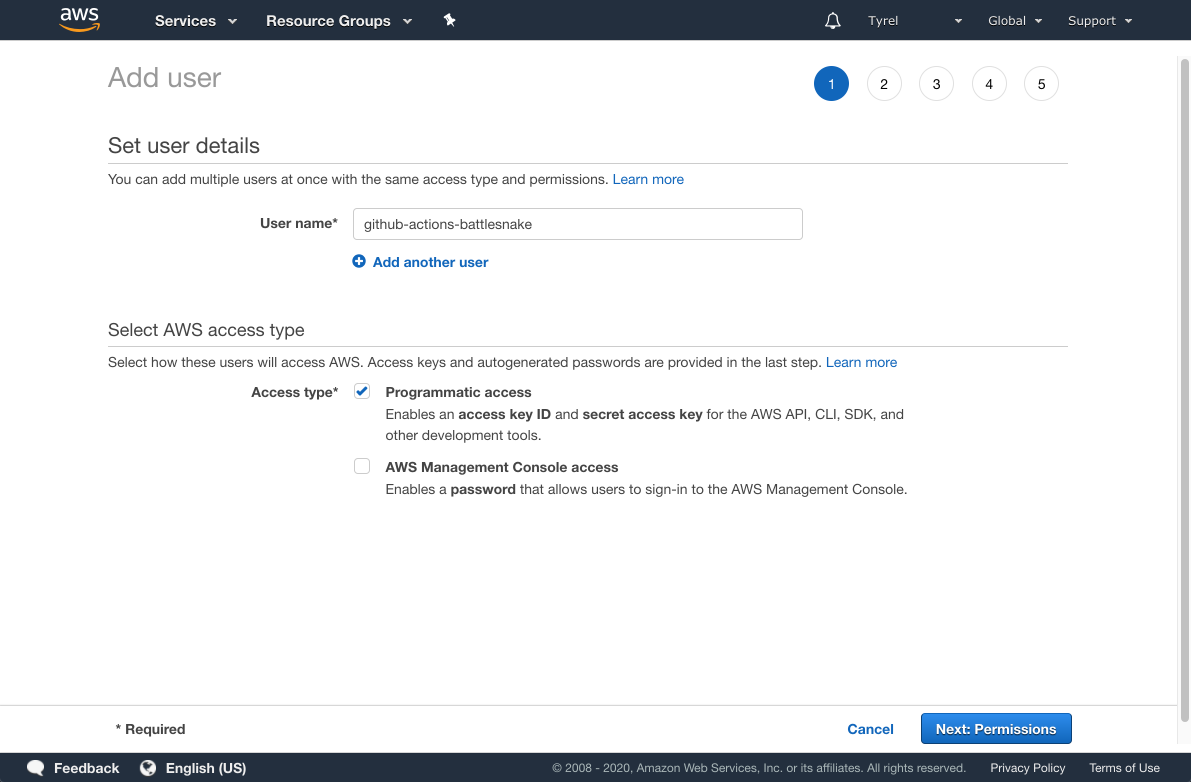 aws Services Resource Groups Tyrel Global Support
Add user 1 2 3 4 5
Set user details
You can add multiple users at once with the same access type and permissions. Learn more
User name* github-actions-battlesnake
Add another user
Select AWS access type
Select how these users will access AWS. Access keys and autogenerated passwords are provided in the last step. Learn more
Access type* Programmatic access
Enables an access key ID and secret access key for the AWS API, CLI, SDK, and
other development tools.
AWS Management Console access
Enables a password that allows users to sign-in to the AWS Management Console.
* Required Cancel Next: Permissions
Feedback English (US) © 2008 - 2020, Amazon Web Services, Inc. or its affiliates. All rights reserved. Privacy Policy Terms of Use